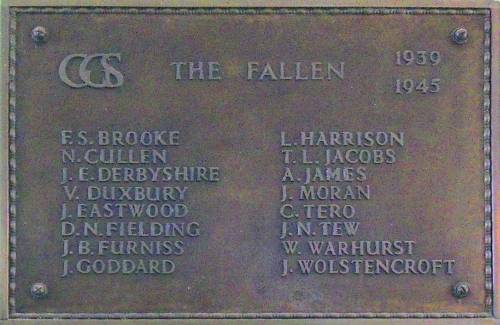 CGS THE FALLEN 1939
1945
F. S. BROOKE
N. CULLEN
J. E. DERBYSHIRE
V. DUXBURY
J. EASTWOOD
D. N. FIELDING
J. B. FURNISS
J. GODDARD
L. HARRISON
T. L. JACOBS
A. JAMES
J. MORAN
C. TERO
J. N. TEW
W. WARHURST
J. WOLSTENCROFT